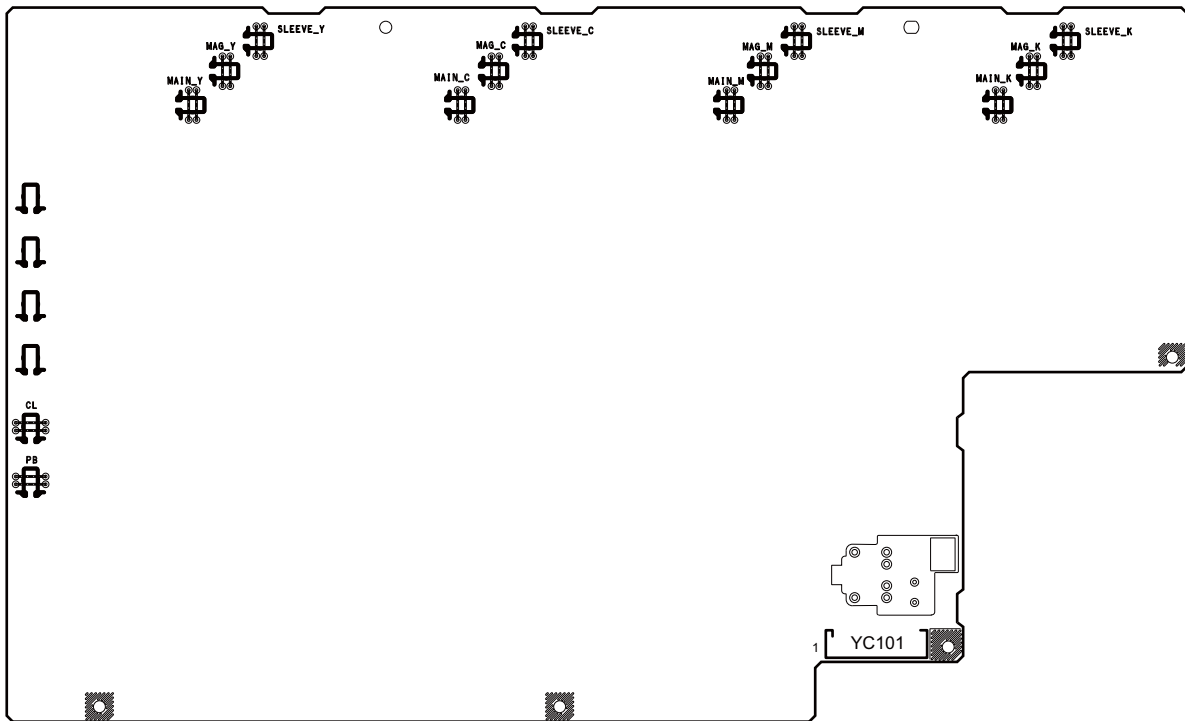 SLEEVE_Y
MAG_Y
MAIN_Y
SLEEVE_C
MAG_C
MAIN_C
SLEEVE_M
MAG_M
MAIN_M
SLEEVE_K
MAG_K
MAIN_K
CL
PB
1 YC101